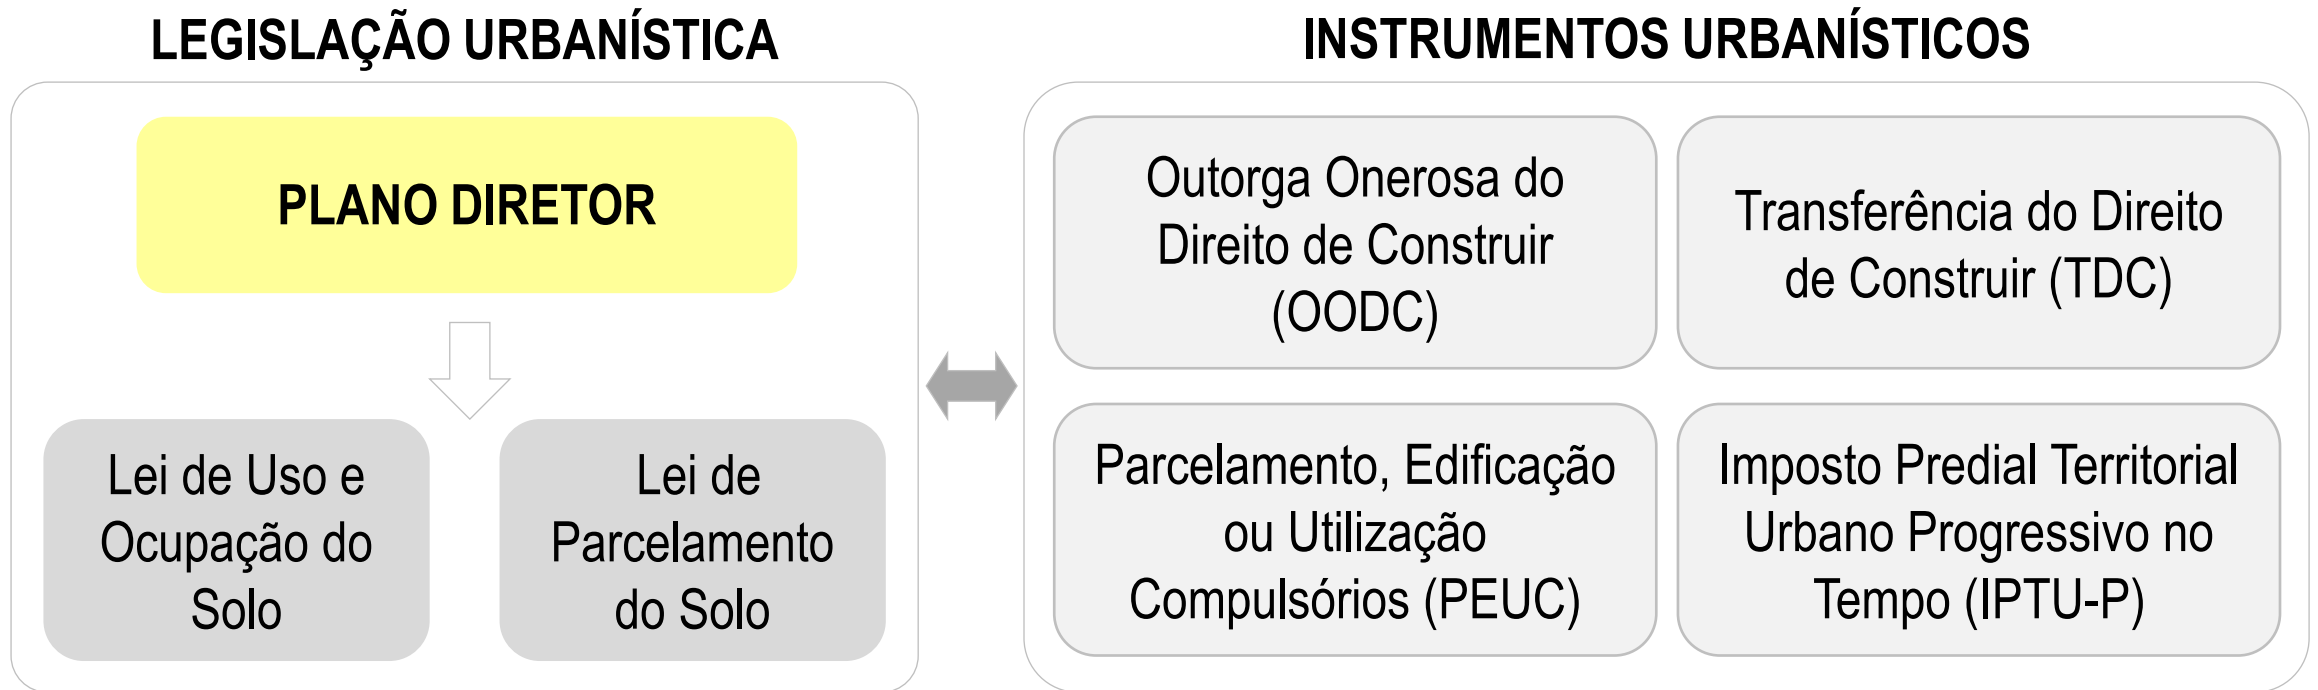 LEGISLAÇÃO URBANÍSTICA
PLANO DIRETOR
Lei de Uso e
Ocupação do
Solo
Lei de
Parcelamento
do Solo
INSTRUMENTOS URBANÍSTICOS
Outorga Onerosa do
Direito de Construir
(OODC)
Transferência do Direito
de Construir (TDC)
Parcelamento, Edificação
ou Utilização
Compulsórios (PEUC)
Imposto Predial Territorial
Urbano Progressivo no
Tempo (IPTU-P)